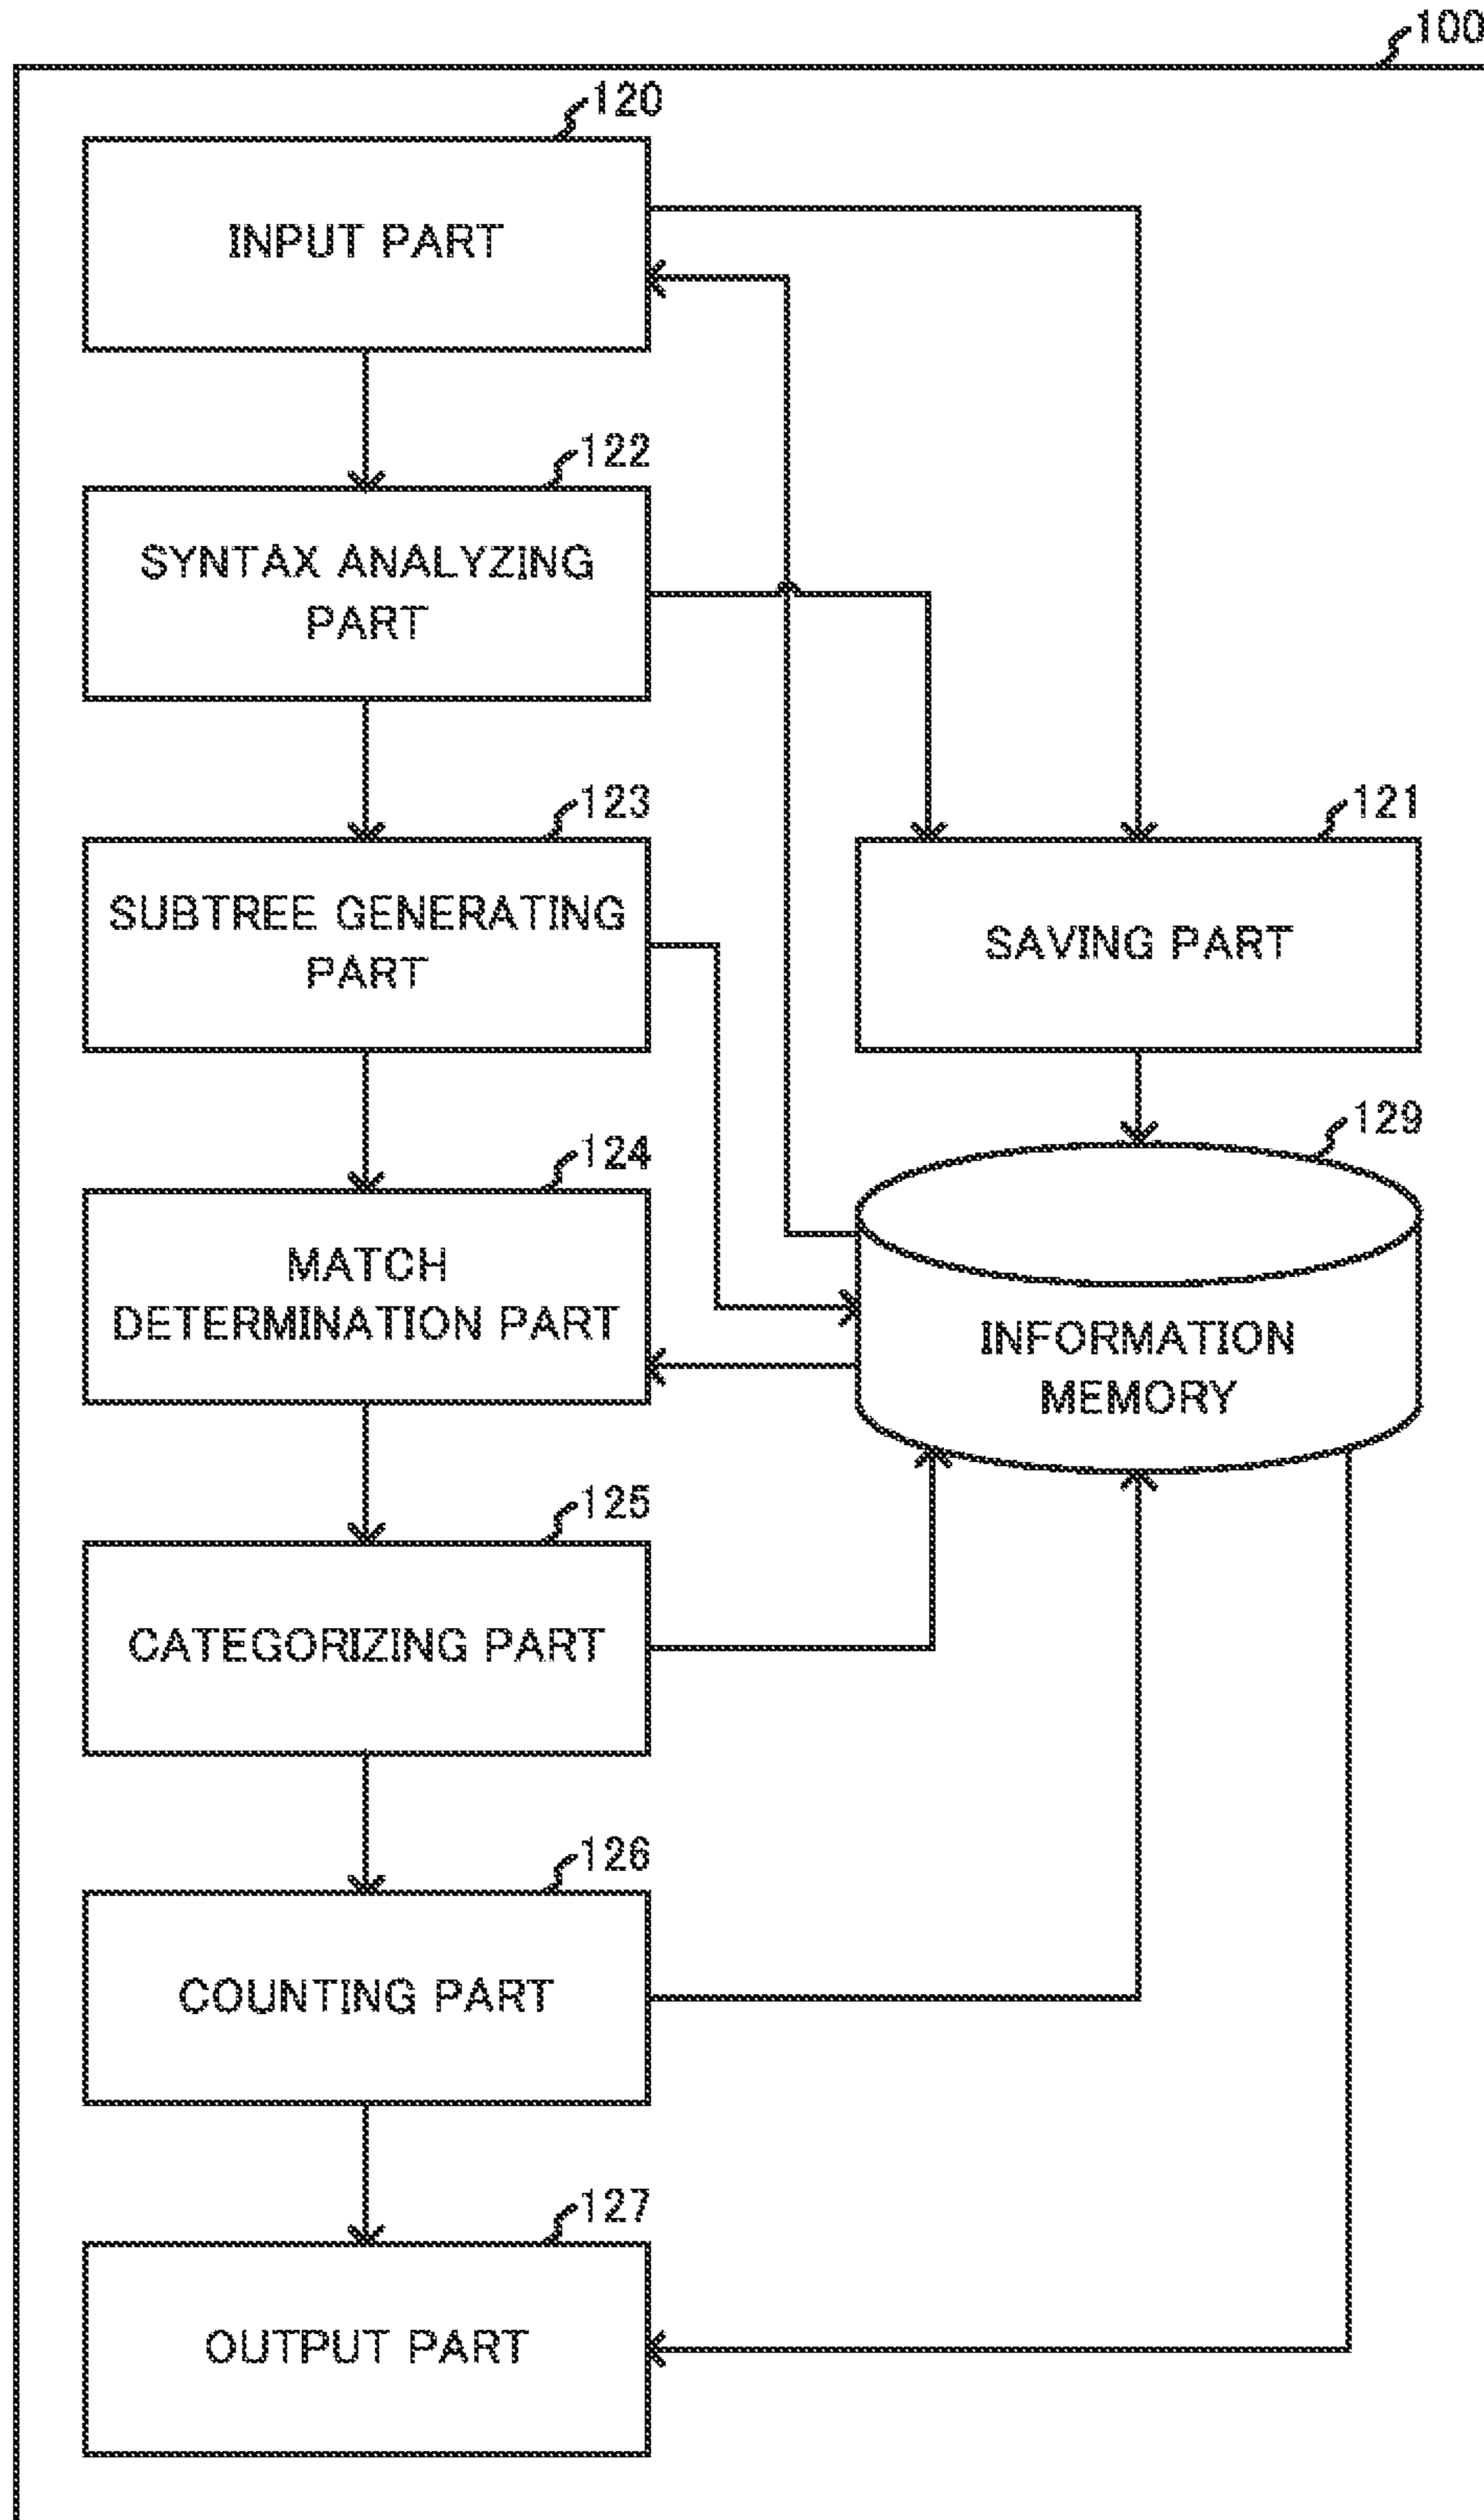 100
120
INPUT PART
122
SYNTAX ANALYZING
PART
123
SUBTREE GENERATING
PART
121
SAVING PART
124
MATCH
DETERMINATION PART
129
INFORMATION
MEMORY
125
CATEGORIZING PART
126
COUNTING PART
127
OUTPUT PART